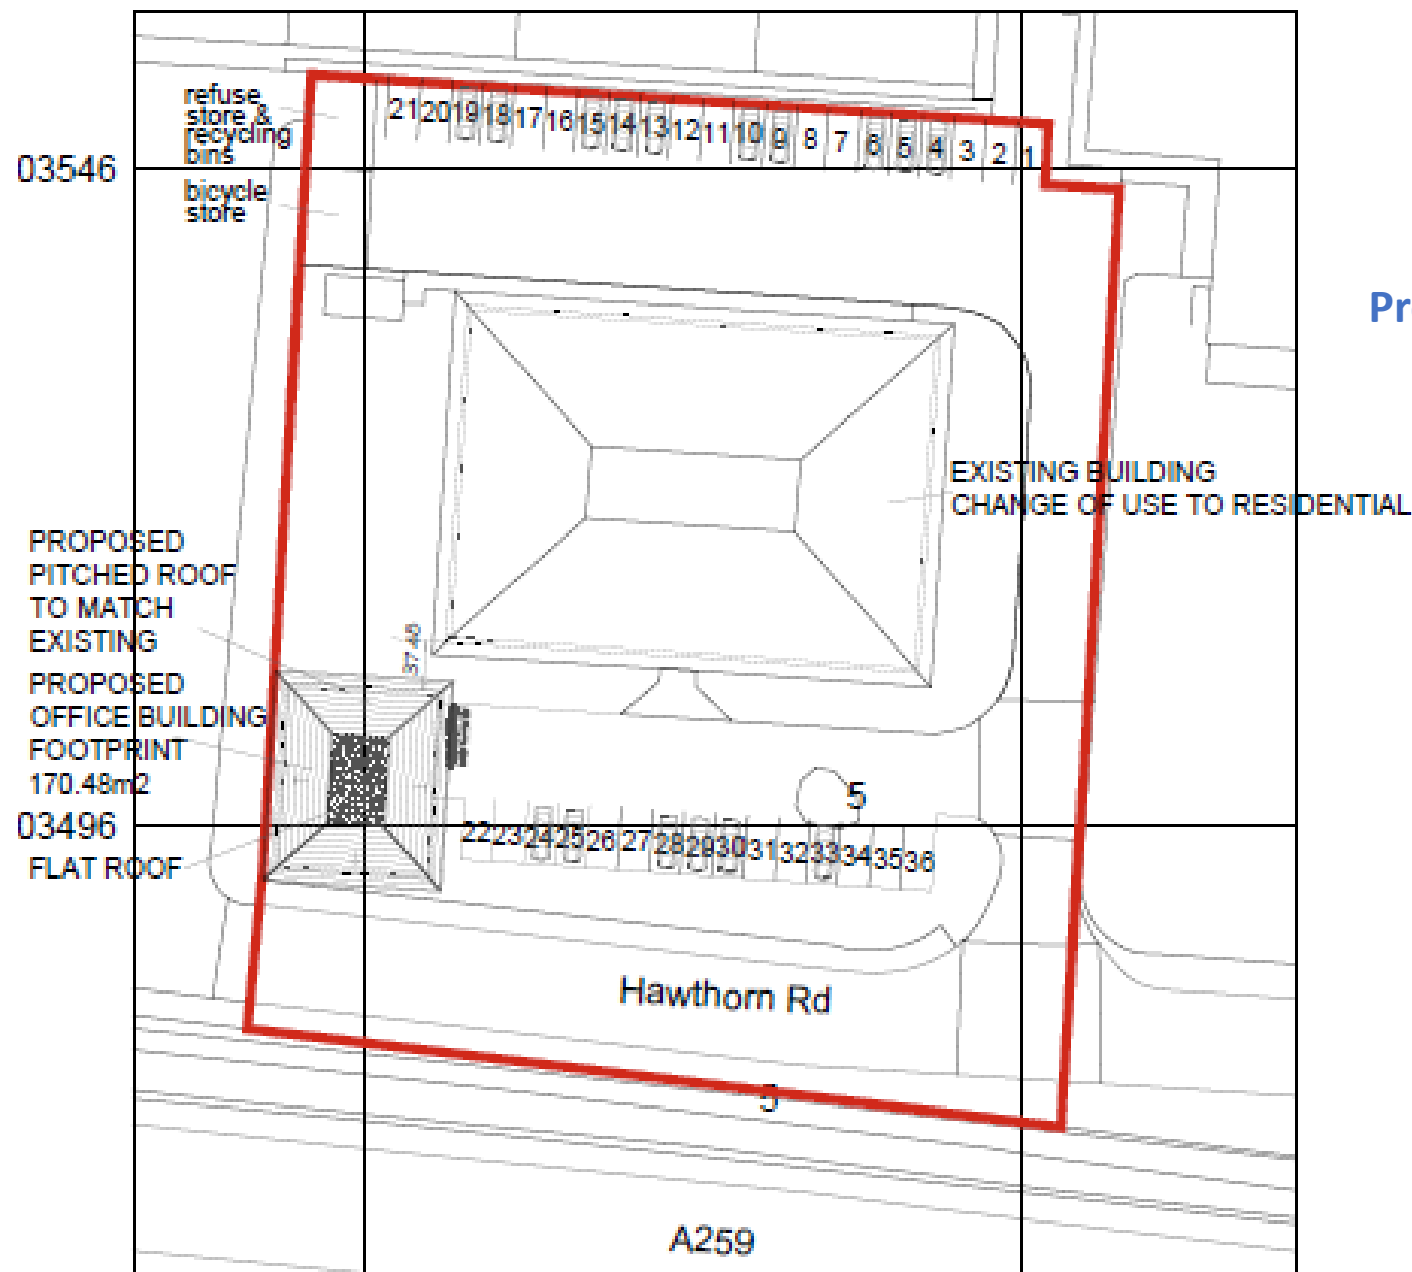 refuse
store &
recycling
bins
21 20 19 18 17 16 15 14 13 12 11 10 9 8 7 6 5 4 3 2 1
03546
bicycle
store
Pr
EXISTING BUILDING
CHANGE OF USE TO RESIDENTIAL
PROPOSED
PITCHED ROOF
TO MATCH
EXISTING
PROPOSED
OFFICE BUILDING
FOOTPRINT
170.48m2
5
03496
22 23 24 25 26 27 28 29 30 31 32 33 34 35 36
FLAT ROOF
Hawthorn Rd
5
A259